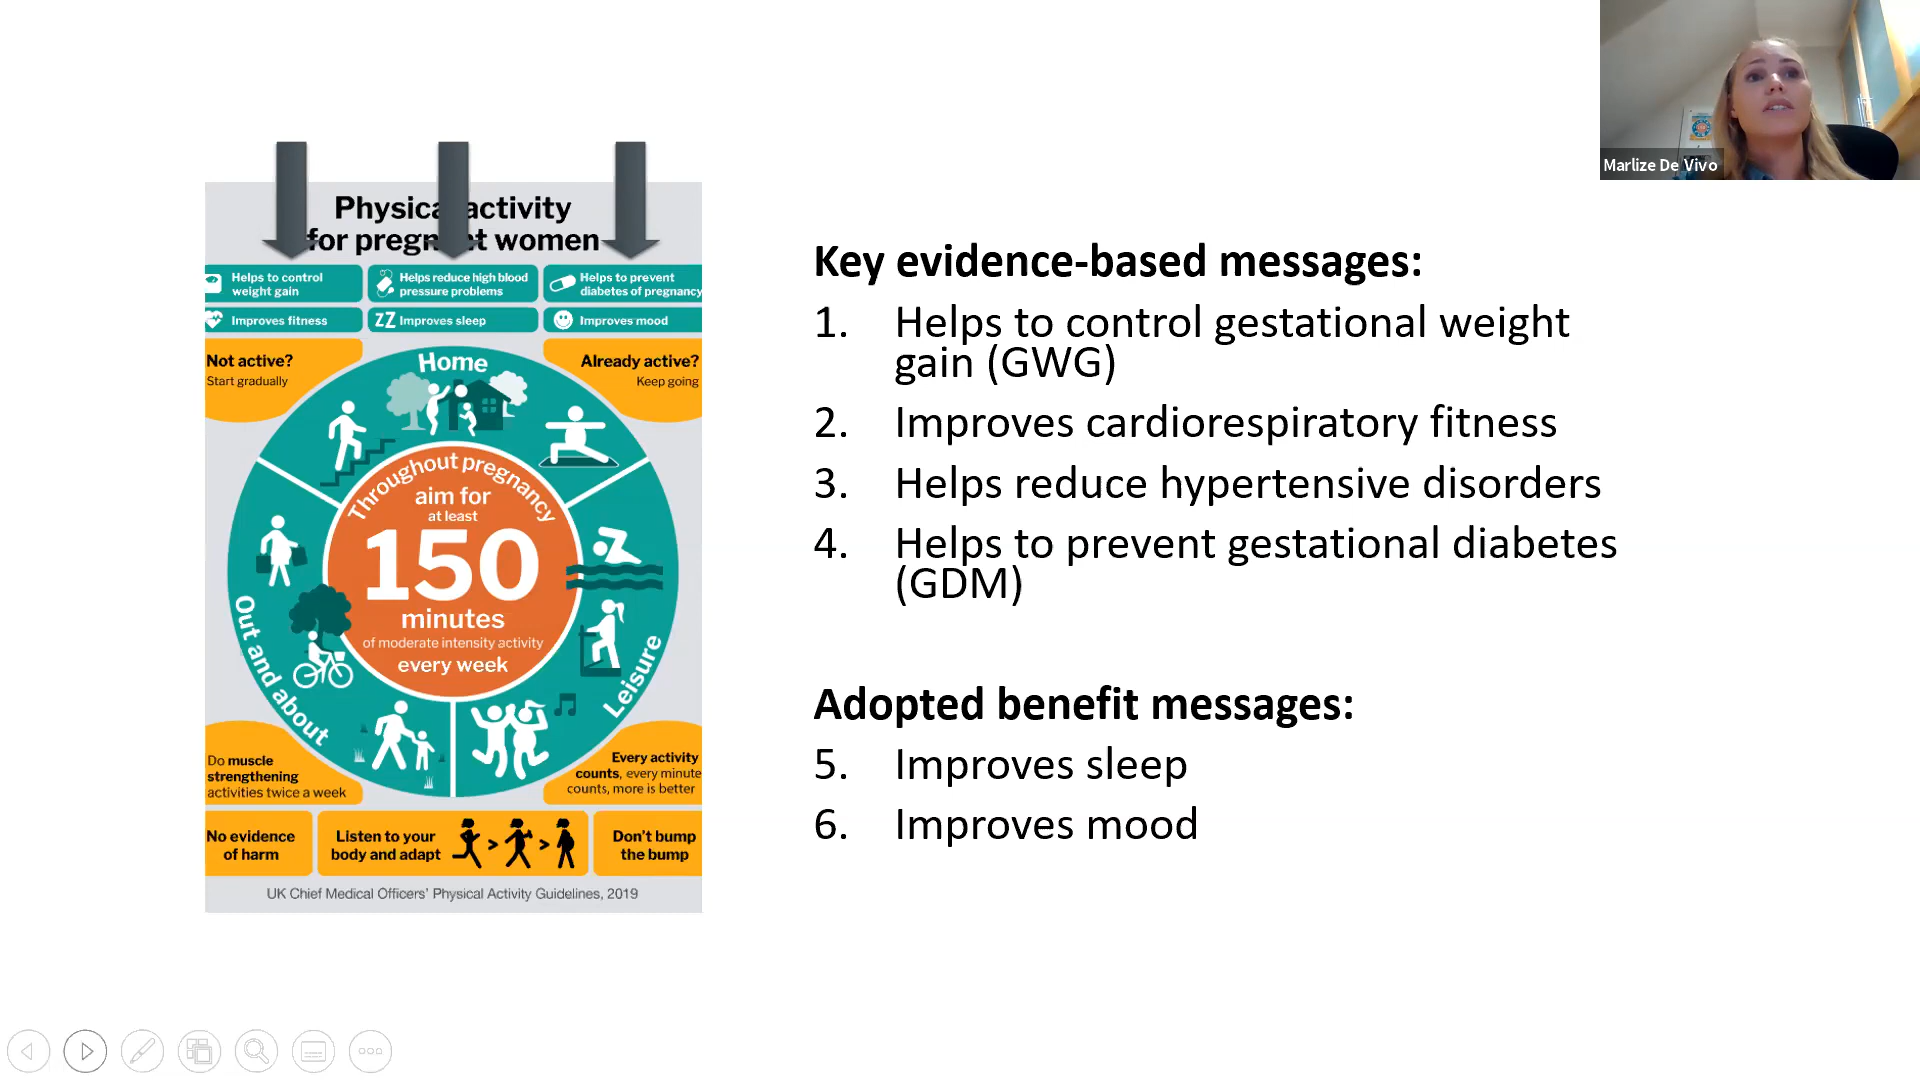 Marlize De Vivo
Physical activity
for pregnant women
Helps to control
weight gain
Helps reduce high blood
pressure problems
Helps to prevent
diabetes of pregnancy
Improves fitness
ZZ Improves sleep
Improves mood
Not active?
Start gradually
Already active?
Keep going
Home
Throughout pregnancy
aim for
at least
150
minutes
of moderate intensity activity
every week
Out and about
Leisure
Do muscle
strengthening
activities twice a week
Every activity
counts, every minute
counts, more is better
No evidence
of harm
Listen to your
body and adapt
> >
Don't bump
the bump
UK Chief Medical Officers' Physical Activity Guidelines, 2019
Key evidence-based messages:
1. Helps to control gestational weight
gain (GWG)
2. Improves cardiorespiratory fitness
3. Helps reduce hypertensive disorders
4. Helps to prevent gestational diabetes
(GDM)
Adopted benefit messages:
5. Improves sleep
6. Improves mood